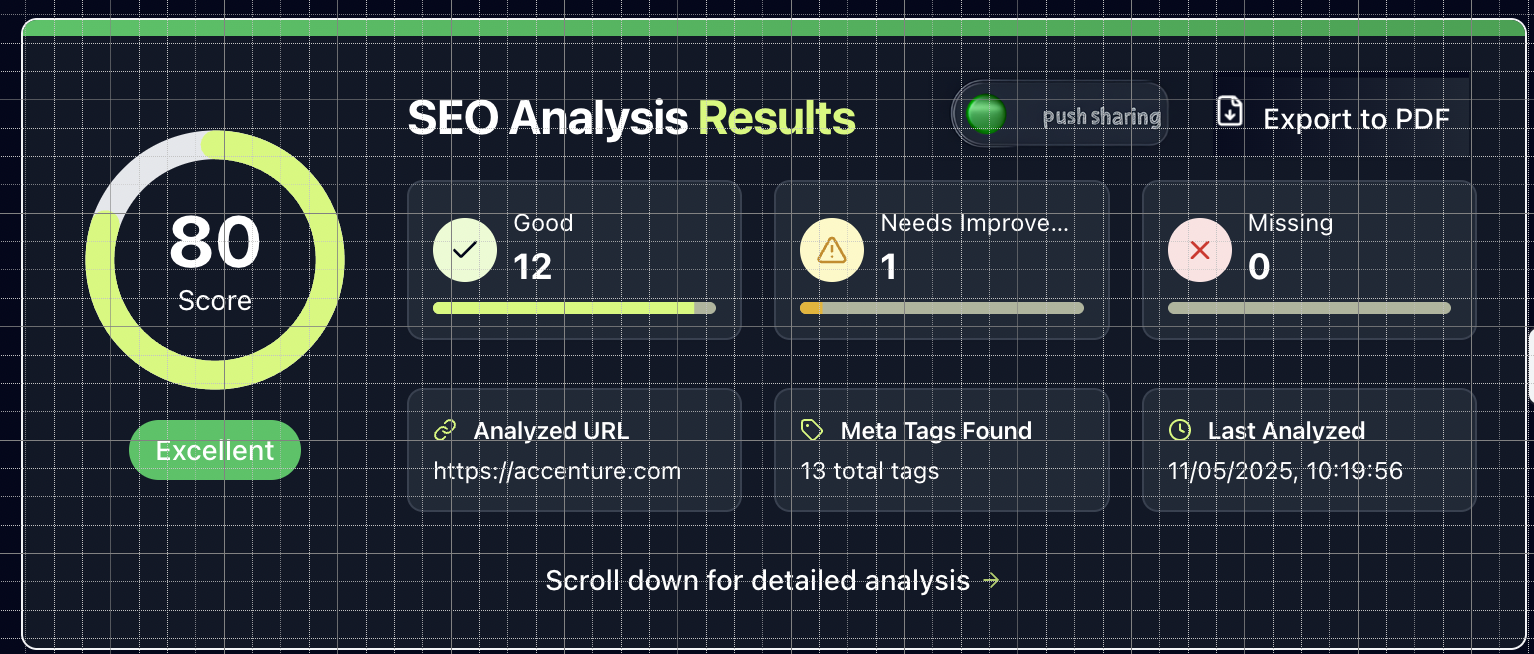 SEO Analysis Results
push sharing
Export to PDF
80
Score
Excellent
Good
12
Needs Improve...
1
Missing
0
Analyzed URL
https://accenture.com
Meta Tags Found
13 total tags
Last Analyzed
11/05/2025, 10:19:56
Scroll down for detailed analysis →